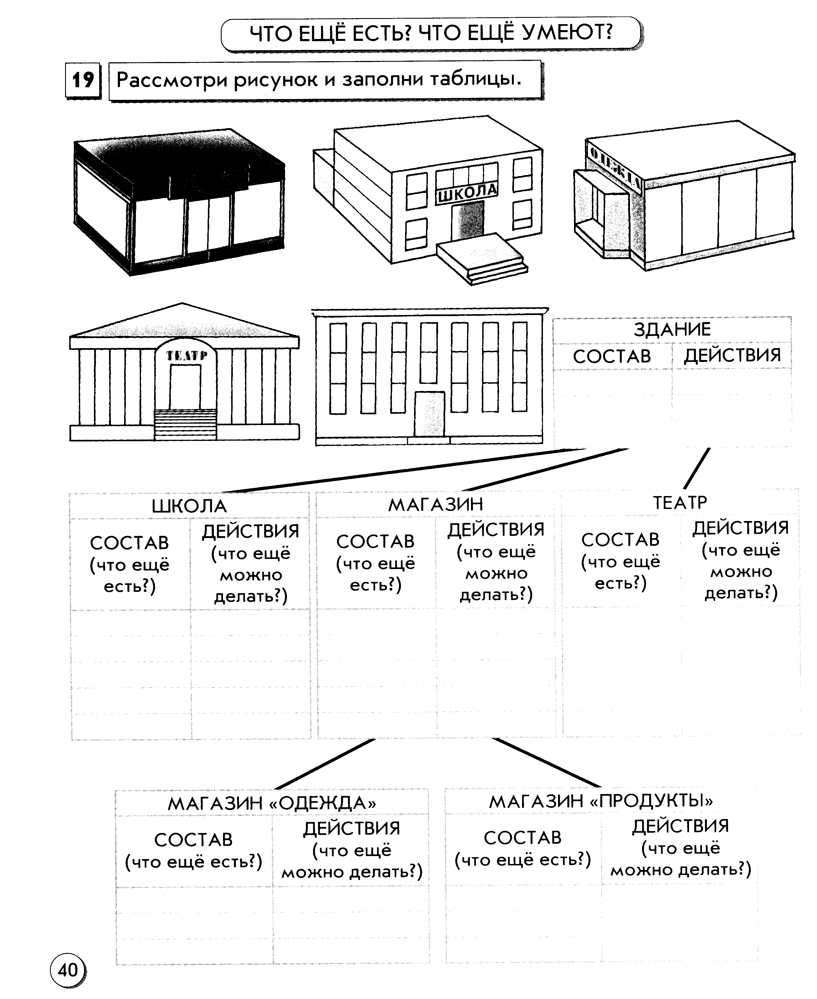 ЧТО ЕЩЁ ЕСТЬ? ЧТО ЕЩЁ УМЕЮТ?
19 Рассмотри рисунок и заполни таблицы.
ШКОЛА
ОДЕЖДА
ТЕАТР
ЗДАНИЕ
СОСТАВ ДЕЙСТВИЯ
ШКОЛА
СОСТАВ
(что ещё
есть?)
ДЕЙСТВИЯ
(что ещё
можно
делать?)
МАГАЗИН
СОСТАВ
(что ещё
есть?)
ДЕЙСТВИЯ
(что ещё
можно
делать?)
ТЕАТР
СОСТАВ
(что ещё
есть?)
ДЕЙСТВИЯ
(что ещё
можно
делать?)
МАГАЗИН «ОДЕЖДА»
СОСТАВ
(что ещё есть?)
ДЕЙСТВИЯ
(что ещё
можно делать?)
МАГАЗИН «ПРОДУКТЫ»
СОСТАВ
(что ещё есть?)
ДЕЙСТВИЯ
(что ещё
можно делать?)
40